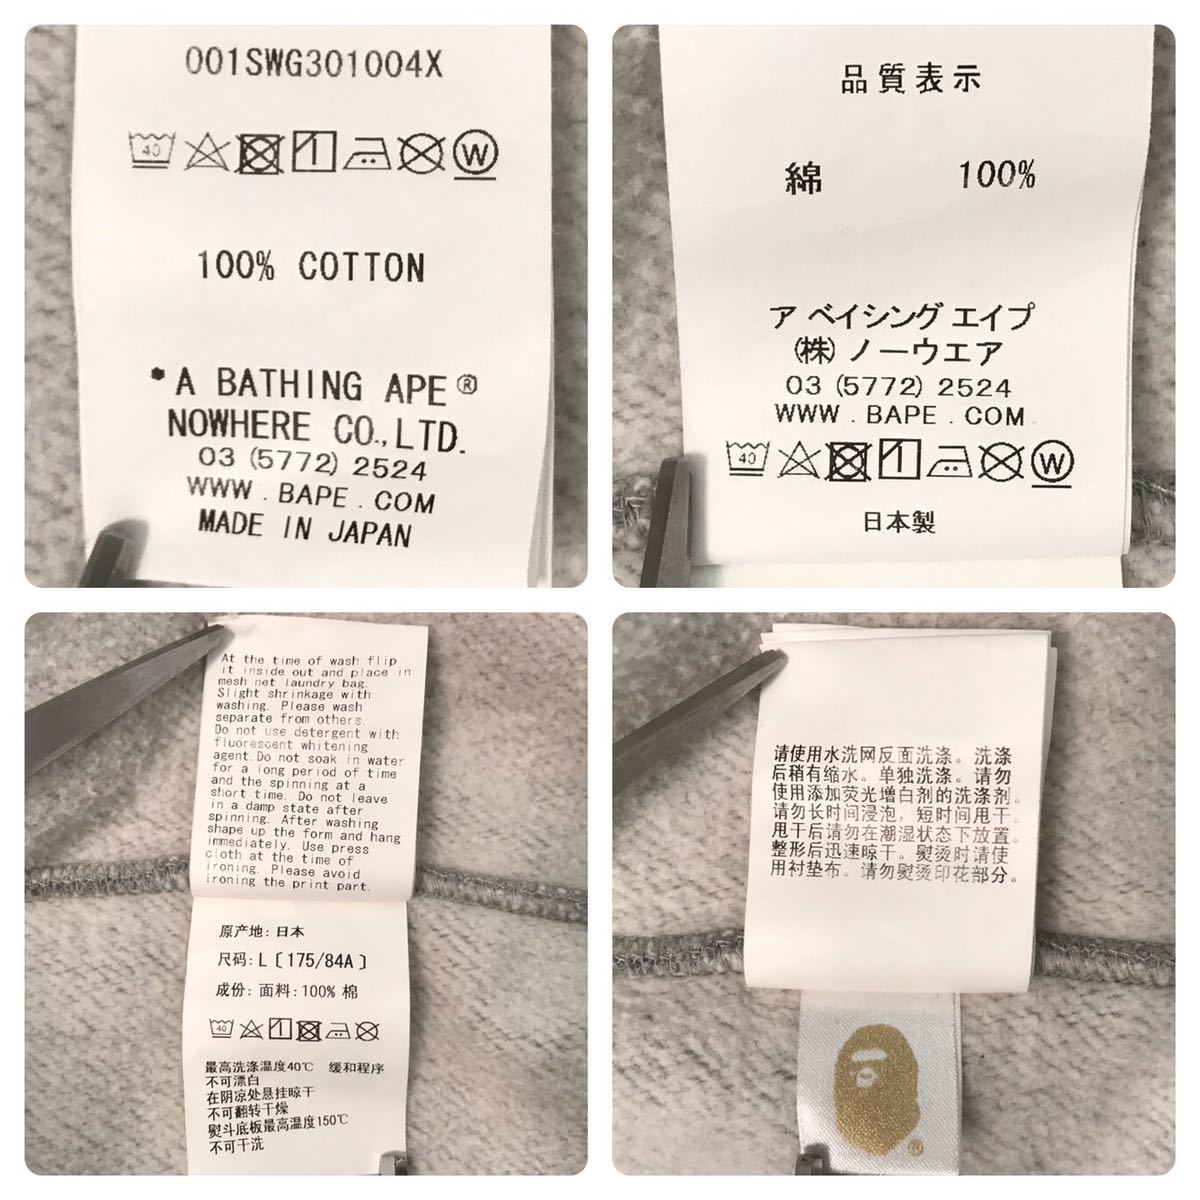 001SWG301004X
40
W
100% COTTON
*A BATHING APE®
NOWHERE CO.,LTD.
03 (5772) 2524
WWW.BAPE.COM
MADE IN JAPAN
品質表示
綿 100%
ア ベイシング エイプ
(株) ノーウエア
03 (5772) 2524
WWW.BAPE.COM
40
W
日本製
At the time of wash flip
it inside out and place in
mesh net laundry bag.
Slight shrinkage with
washing. Please wash
separate from others.
Do not use detergent with
fluorescent whitening
agent.Do not soak in water
for a long period of time
and the spinning at a
short time. Do not leave
in a damp state after
spinning. After washing
shape up the form and hang
immediately. Use press
cloth at the time of
ironing. Please avoid
ironing the print part.
原产地: 日本
尺码: L〔175/84A〕
成份: 面料: 100% 棉
40
最高洗涤温度40℃ 缓和程序
不可漂白
在阴凉处悬挂晾干
不可翻转干燥
熨斗底板最高温度150℃
不可干洗
请使用水洗网反面洗涤。洗涤
后稍有缩水。单独洗涤。请勿
使用添加荧光增白剂的洗涤剂。
请勿长时间浸泡，短时间甩干。
甩干后请勿在潮湿状态下放置。
整形后迅速晾干。熨烫时请使
用衬垫布。请勿熨烫印花部分。
®